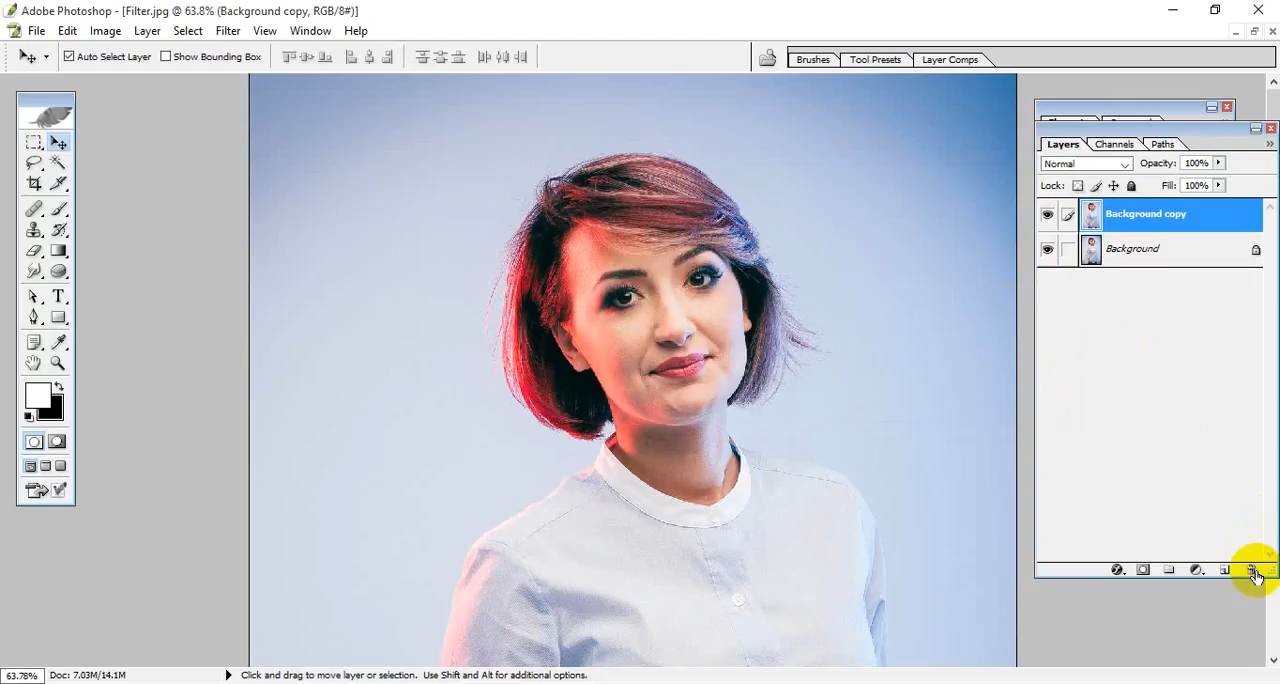 Adobe Photoshop - [Filter.jpg @ 63.8% (Background copy, RGB/8#)]
File Edit Image Layer Select Filter View Window Help
Auto Select Layer Show Bounding Box
Brushes Tool Presets Layer Comps
Layers Channels Paths
Normal Opacity: 100%
Lock: Fill: 100%
Background copy
Background
63.78% Doc: 7.03M/14.1M Click and drag to move layer or selection. Use Shift and Alt for additional options.